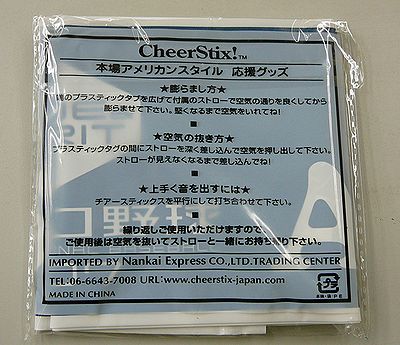 CheerStix!™
本場アメリカンスタイル 応援グッズ
★膨らまし方★
側のプラスティックタブを広げて付属のストローで空気の通りを良くしてから
膨らませて下さい。堅くなるまで空気をいれてね!
★空気の抜き方★
プラスティックタグの間にストローを深く差し込んで空気を押し出して下さい。
ストローが見えなくなるまで差し込んでね!
★上手く音を出すには★
チアースティックスを平行にして打ち合わせて下さい。
繰り返しご使用いただけますので、
ご使用後は空気を抜いてストローと一緒にお持ち帰り下さい。
IMPORTED BY Nankai Express CO.,LTD.TRADING CENTER
TEL:06-6643-7008 URL:www.cheerstix-japan.com
MADE IN CHINA
プラ